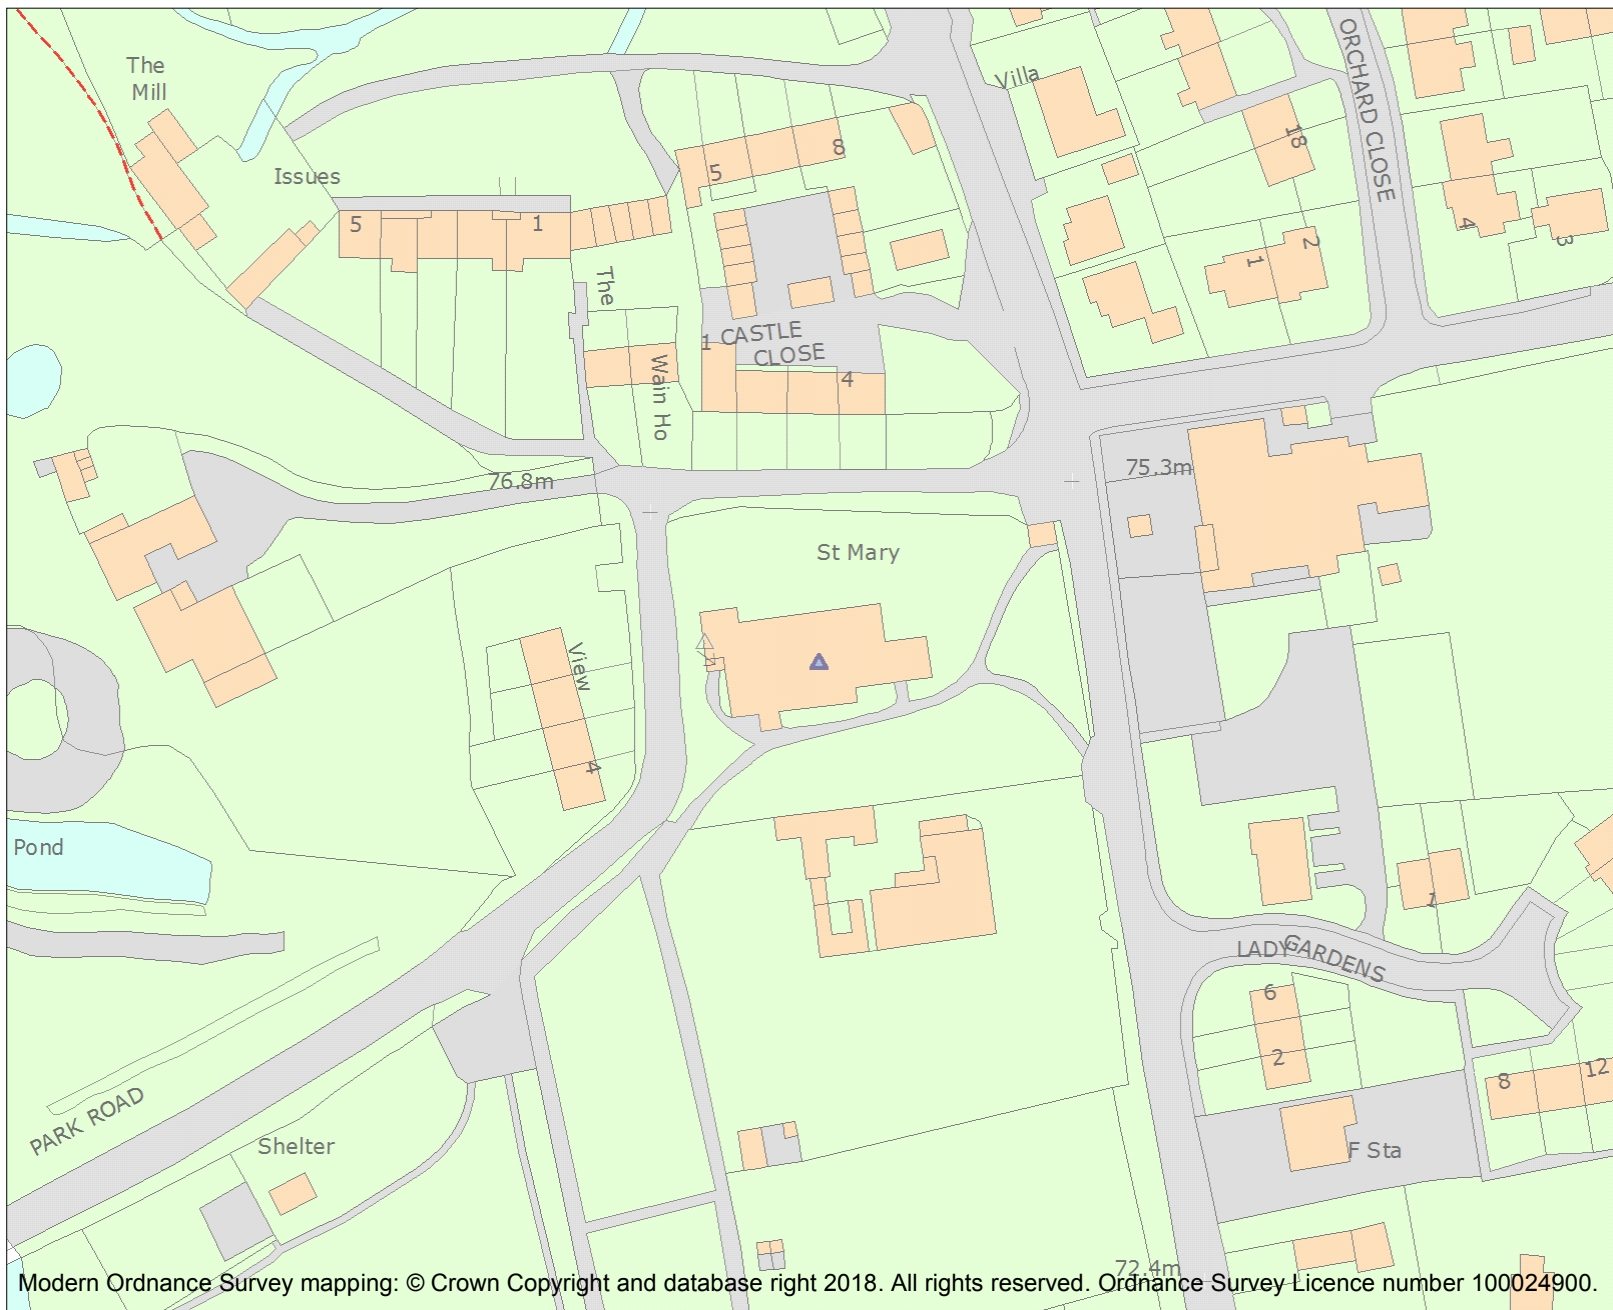 The
Mill
Issues
5
1
5
8
Villa
18
ORCHARD CLOSE
4
3
1
2
The
Wain Ho
1 CASTLE
CLOSE
4
76.8m
75.3m
St Mary
View
4
Pond
1
LADY GARDENS
6
2
8
12
PARK ROAD
Shelter
F Sta
72.4m
Modern Ordnance Survey mapping: © Crown Copyright and database right 2018. All rights reserved. Ordnance Survey Licence number 100024900.